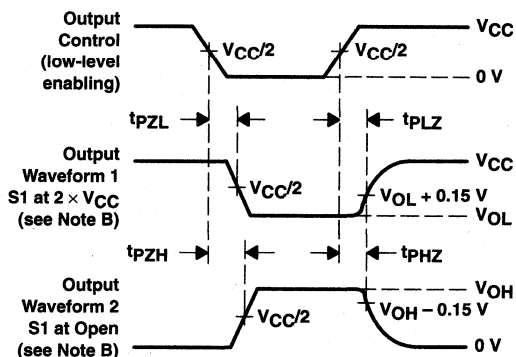 Output
Control
(low-level
enabling)
VCC/2
VCC/2
VCC
0 V
tPZL
tPLZ
Output
Waveform 1
S1 at 2 × VCC
(see Note B)
VCC/2
VCC
VOL + 0.15 V
VOL
tPZH
tPHZ
Output
Waveform 2
S1 at Open
(see Note B)
VCC/2
VOH
VOH − 0.15 V
0 V